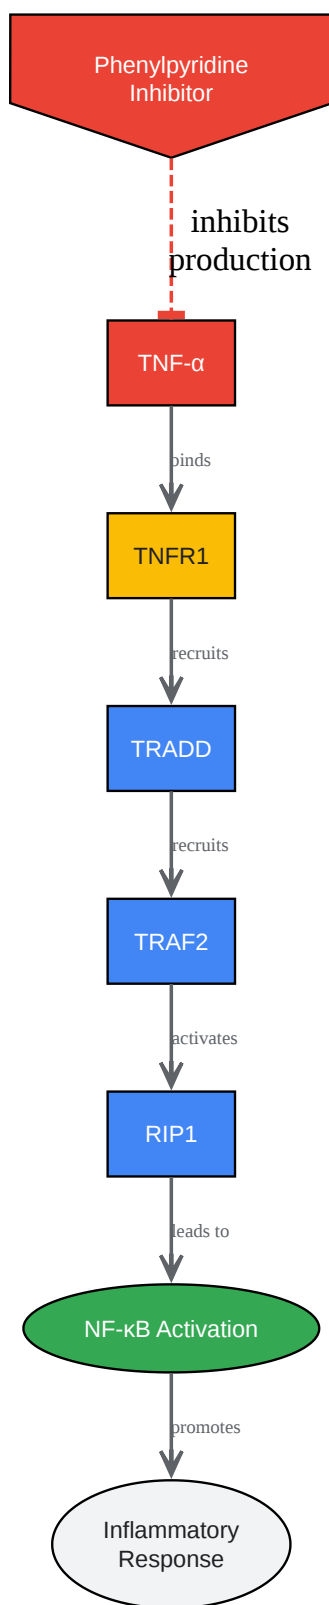 Phenylpyridine
Inhibitor
inhibits
production
TNF-α
binds
TNFR1
recruits
TRADD
recruits
TRAF2
activates
RIP1
leads to
NF-κB Activation
promotes
Inflammatory
Response